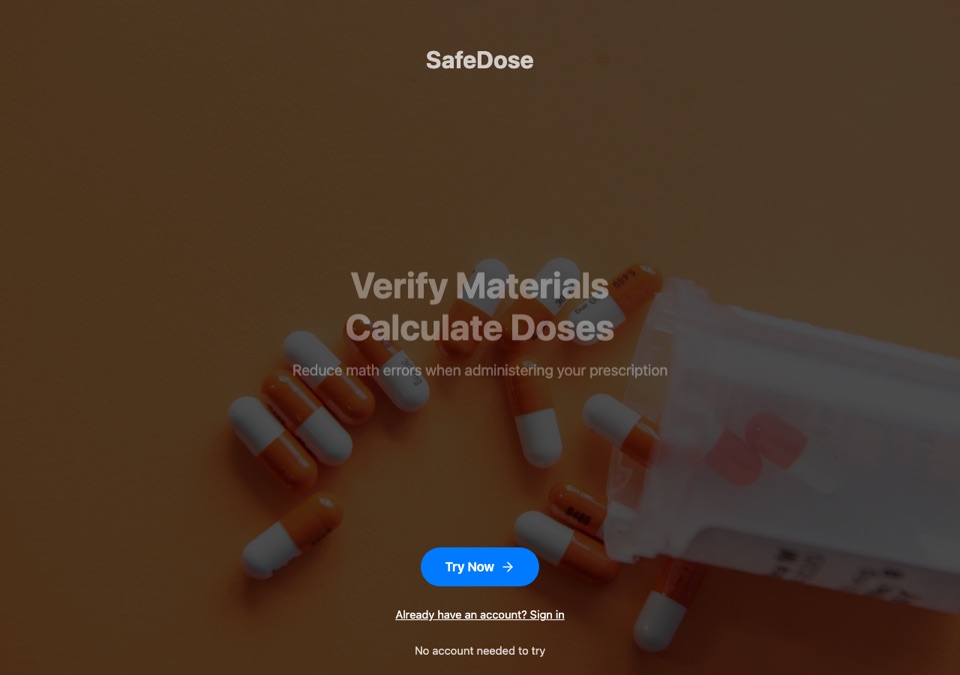 SafeDose
Verify Materials
Calculate Doses
Reduce math errors when administering your prescription
Try Now →
Already have an account? Sign in
No account needed to try